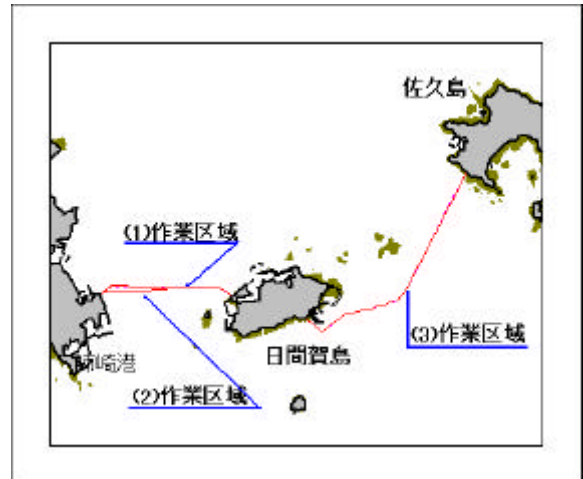 佐久島
(1)作業区域
(3)作業区域
日間賀島
崎港
(2)作業区域